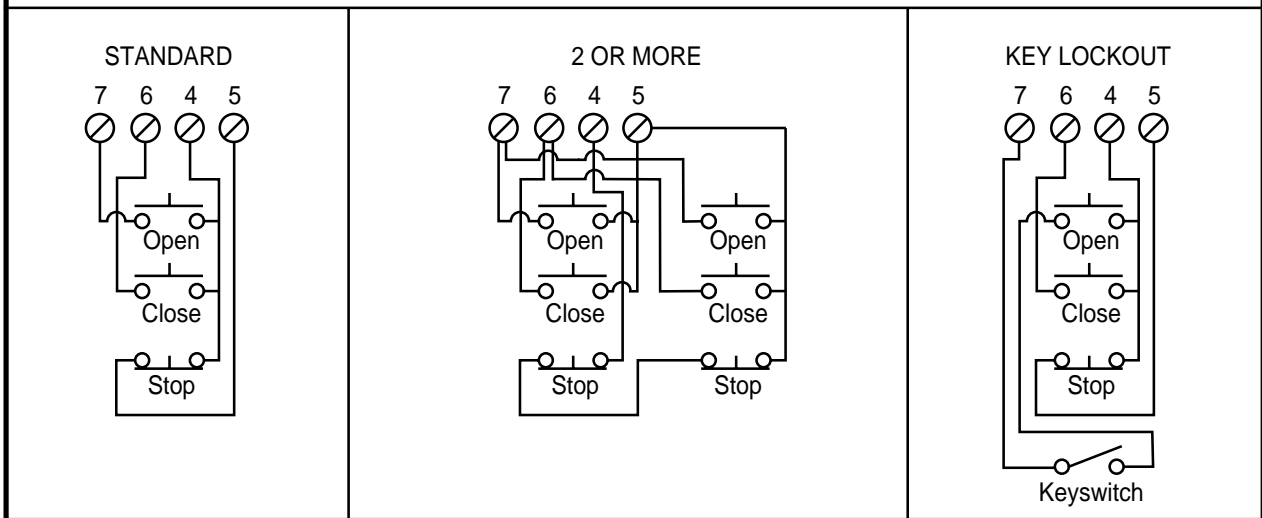 STANDARD
7 6 4 5
Open
Close
Stop
2 OR MORE
7 6 4 5
Open Open
Close Close
Stop Stop
KEY LOCKOUT
7 6 4 5
Open
Close
Stop
Keyswitch